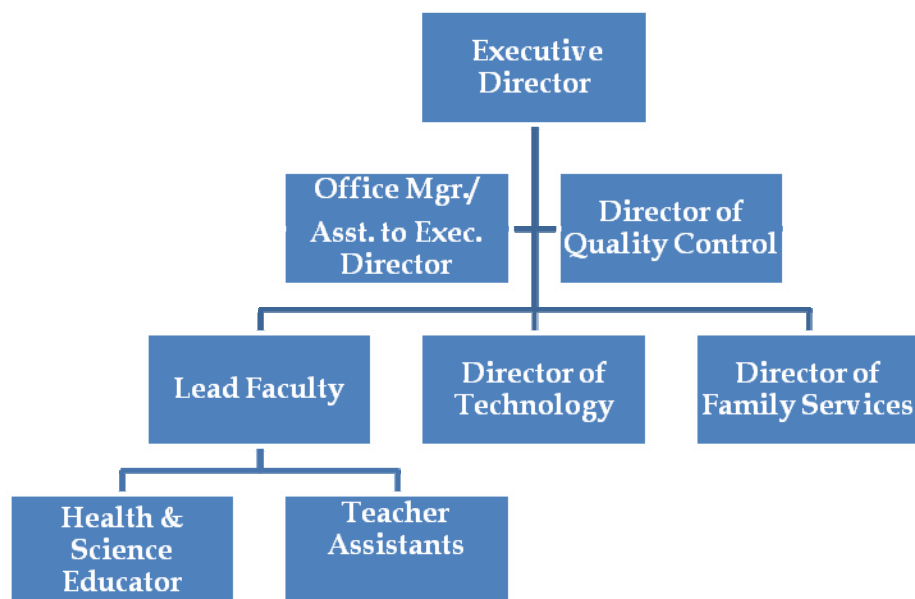 Executive
Director
Office Mgr./
Asst. to Exec.
Director
Director of
Quality Control
Lead Faculty
Director of
Technology
Director of
Family Services
Health &
Science
Educator
Teacher
Assistants